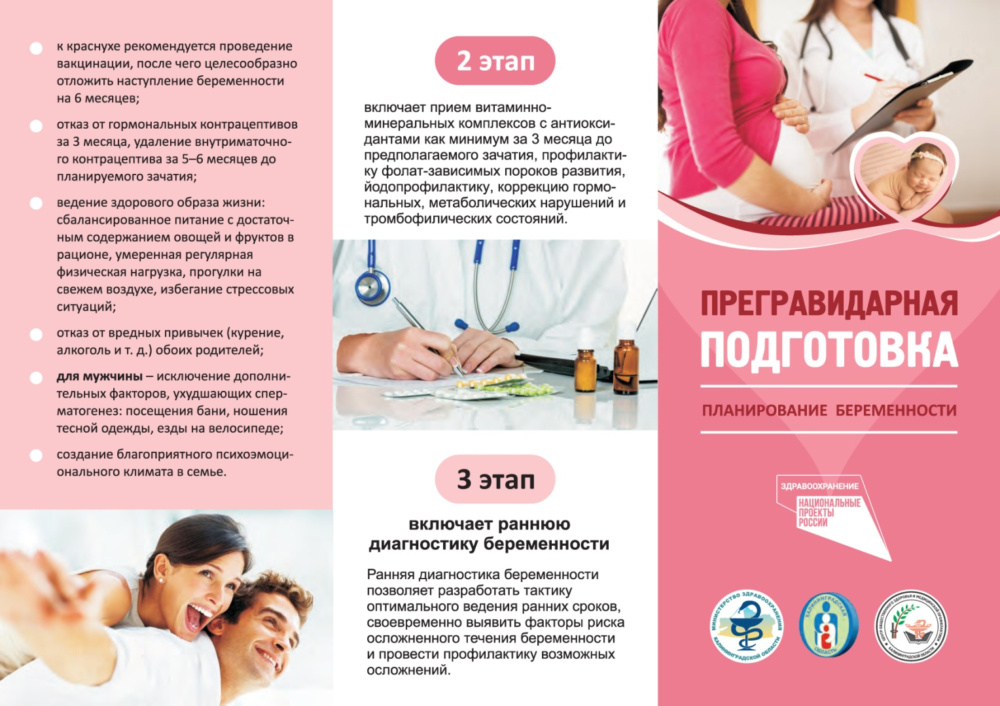 к краснухе рекомендуется проведение
вакцинации, после чего целесообразно
отложить наступление беременности
на 6 месяцев;
отказ от гормональных контрацептивов
за 3 месяца, удаление внутриматочно-
го контрацептива за 5–6 месяцев до
планируемого зачатия;
ведение здорового образа жизни:
сбалансированное питание с достаточ-
ным содержанием овощей и фруктов в
рационе, умеренная регулярная
физическая нагрузка, прогулки на
свежем воздухе, избегание стрессовых
ситуаций;
отказ от вредных привычек (курение,
алкоголь и т. д.) обоих родителей;
для мужчины – исключение дополни-
тельных факторов, ухудшающих спер-
матогенез: посещения бани, ношения
тесной одежды, езды на велосипеде;
создание благоприятного психоэмоци-
онального климата в семье.
2 этап
включает прием витаминно-
минеральных комплексов с антиокси-
дантами как минимум за 3 месяца до
предполагаемого зачатия, профилакти-
ку фолат-зависимых пороков развития,
йодопрофилактику, коррекцию гормо-
нальных, метаболических нарушений и
тромбофилических состояний.
3 этап
включает раннюю
диагностику беременности
Ранняя диагностика беременности
позволяет разработать тактику
оптимального ведения ранних сроков,
своевременно выявить факторы риска
осложненного течения беременности
и провести профилактику возможных
осложнений.
ПРЕГРАВИДАРНАЯ
ПОДГОТОВКА
ПЛАНИРОВАНИЕ БЕРЕМЕННОСТИ
ЗДРАВООХРАНЕНИЕ
НАЦИОНАЛЬНЫЕ
ПРОЕКТЫ
РОССИИ
МИНИСТЕРСТВО ЗДРАВООХРАНЕНИЯ
КАЛИНИНГРАДСКОЙ ОБЛАСТИ
КАЛИНИНГРАДСКАЯ
ОБЛАСТЬ
ЦЕНТР ОБЩЕСТВЕННОГО ЗДОРОВЬЯ И МЕДИЦИНСКОЙ ПРОФИЛАКТИКИ
КАЛИНИНГРАДСКОЙ ОБЛАСТИ